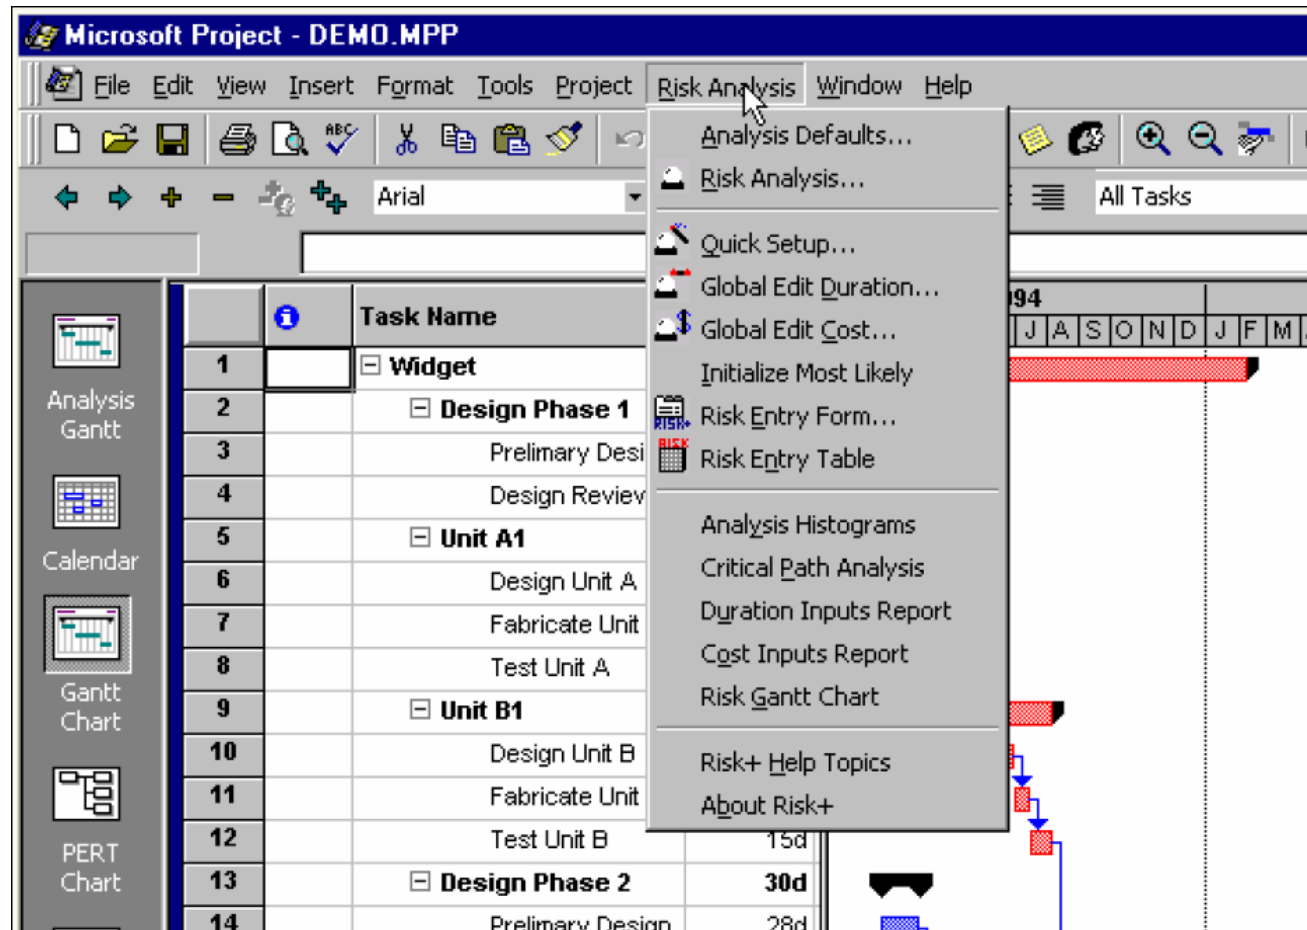 Microsoft Project - DEMO.MPP
File Edit View Insert Format Tools Project Risk Analysis Window Help
ABC
Arial
All Tasks
Analysis Defaults...
Risk Analysis...
Quick Setup...
Global Edit Duration...
Global Edit Cost...
Initialize Most Likely
RISK+ Risk Entry Form...
RISK Risk Entry Table
Analysis Histograms
Critical Path Analysis
Duration Inputs Report
Cost Inputs Report
Risk Gantt Chart
Risk+ Help Topics
About Risk+
Analysis
Gantt
Calendar
Gantt
Chart
PERT
Chart
Task Name
J A S O N D J F M
1 Widget
2 Design Phase 1
3 Prelimary Desi
4 Design Review
5 Unit A1
6 Design Unit A
7 Fabricate Unit
8 Test Unit A
9 Unit B1
10 Design Unit B
11 Fabricate Unit
12 Test Unit B 15d
13 Design Phase 2 30d
14 Prelimary Design 28d